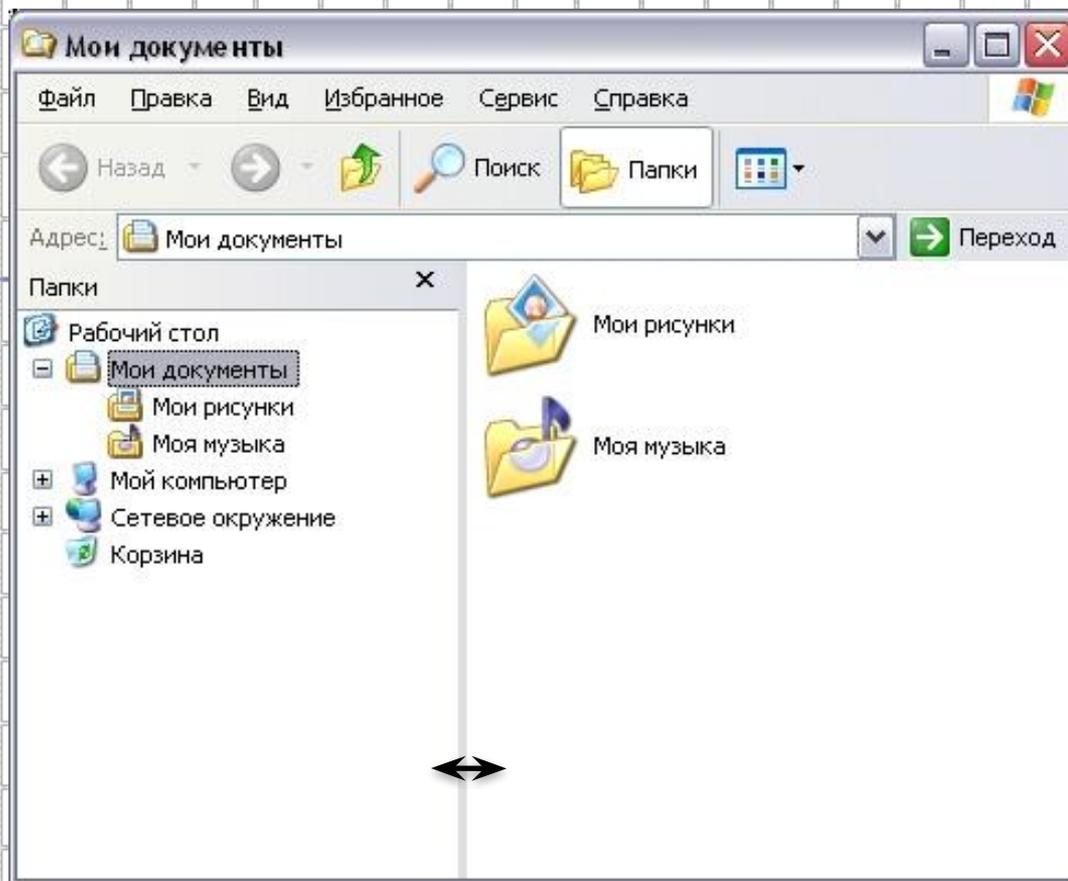 Мои документы
Файл Правка Вид Избранное Сервис Справка
Назад Поиск Папки
Адрес: Мои документы Переход
Папки
Рабочий стол
Мои документы
Мои рисунки
Моя музыка
Мой компьютер
Сетевое окружение
Корзина
Мои рисунки
Моя музыка